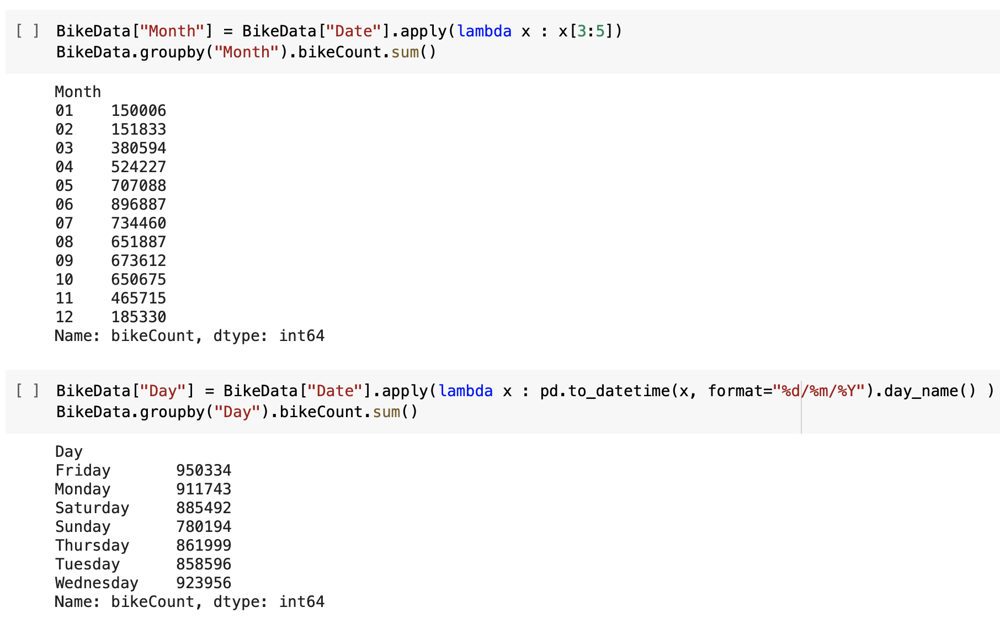 [ ] BikeData["Month"] = BikeData["Date"].apply(lambda x : x[3:5])
BikeData.groupby("Month").bikeCount.sum()
Month
01    150006
02    151833
03    380594
04    524227
05    707088
06    896887
07    734460
08    651887
09    673612
10    650675
11    465715
12    185330
Name: bikeCount, dtype: int64
[ ] BikeData["Day"] = BikeData["Date"].apply(lambda x : pd.to_datetime(x, format="%d/%m/%Y").day_name() )
BikeData.groupby("Day").bikeCount.sum()
Day
Friday       950334
Monday       911743
Saturday     885492
Sunday       780194
Thursday     861999
Tuesday      858596
Wednesday    923956
Name: bikeCount, dtype: int64